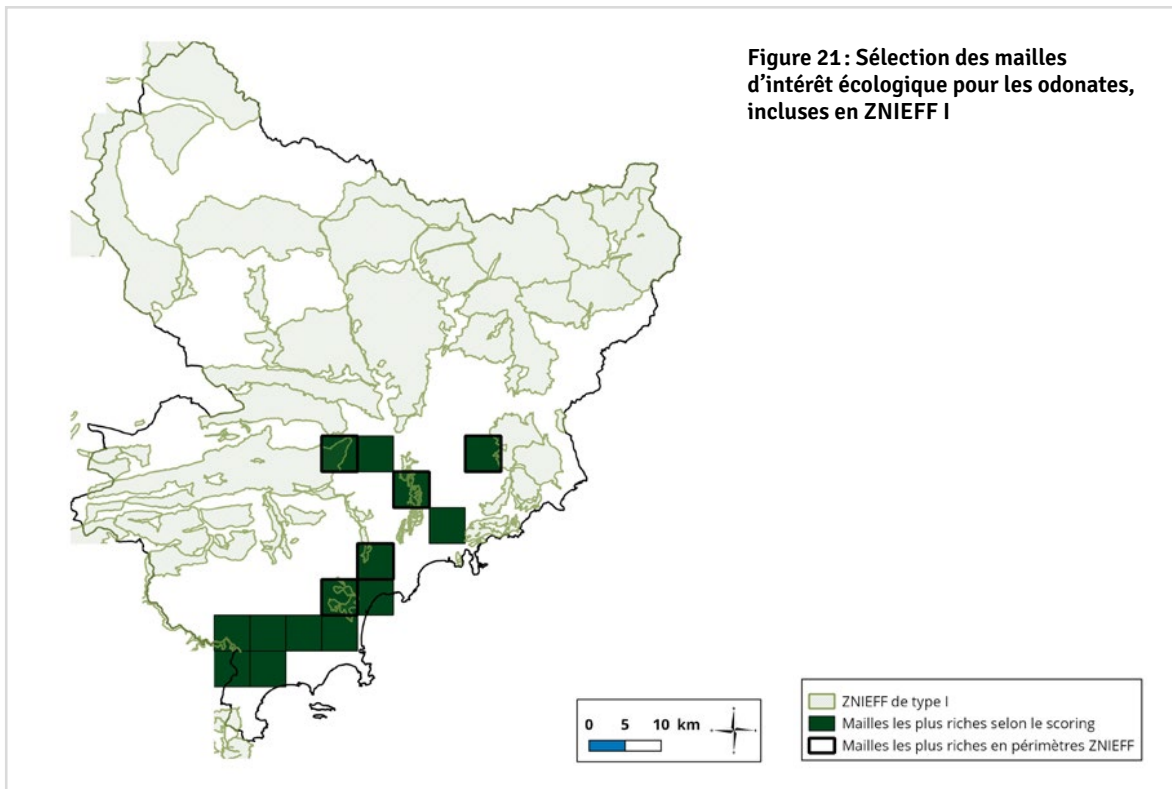 Figure 21 : Sélection des mailles
d’intérêt écologique pour les odonates,
incluses en ZNIEFF I
0 5 10 km
ZNIEFF de type I
Mailles les plus riches selon le scoring
Mailles les plus riches en périmètres ZNIEFF